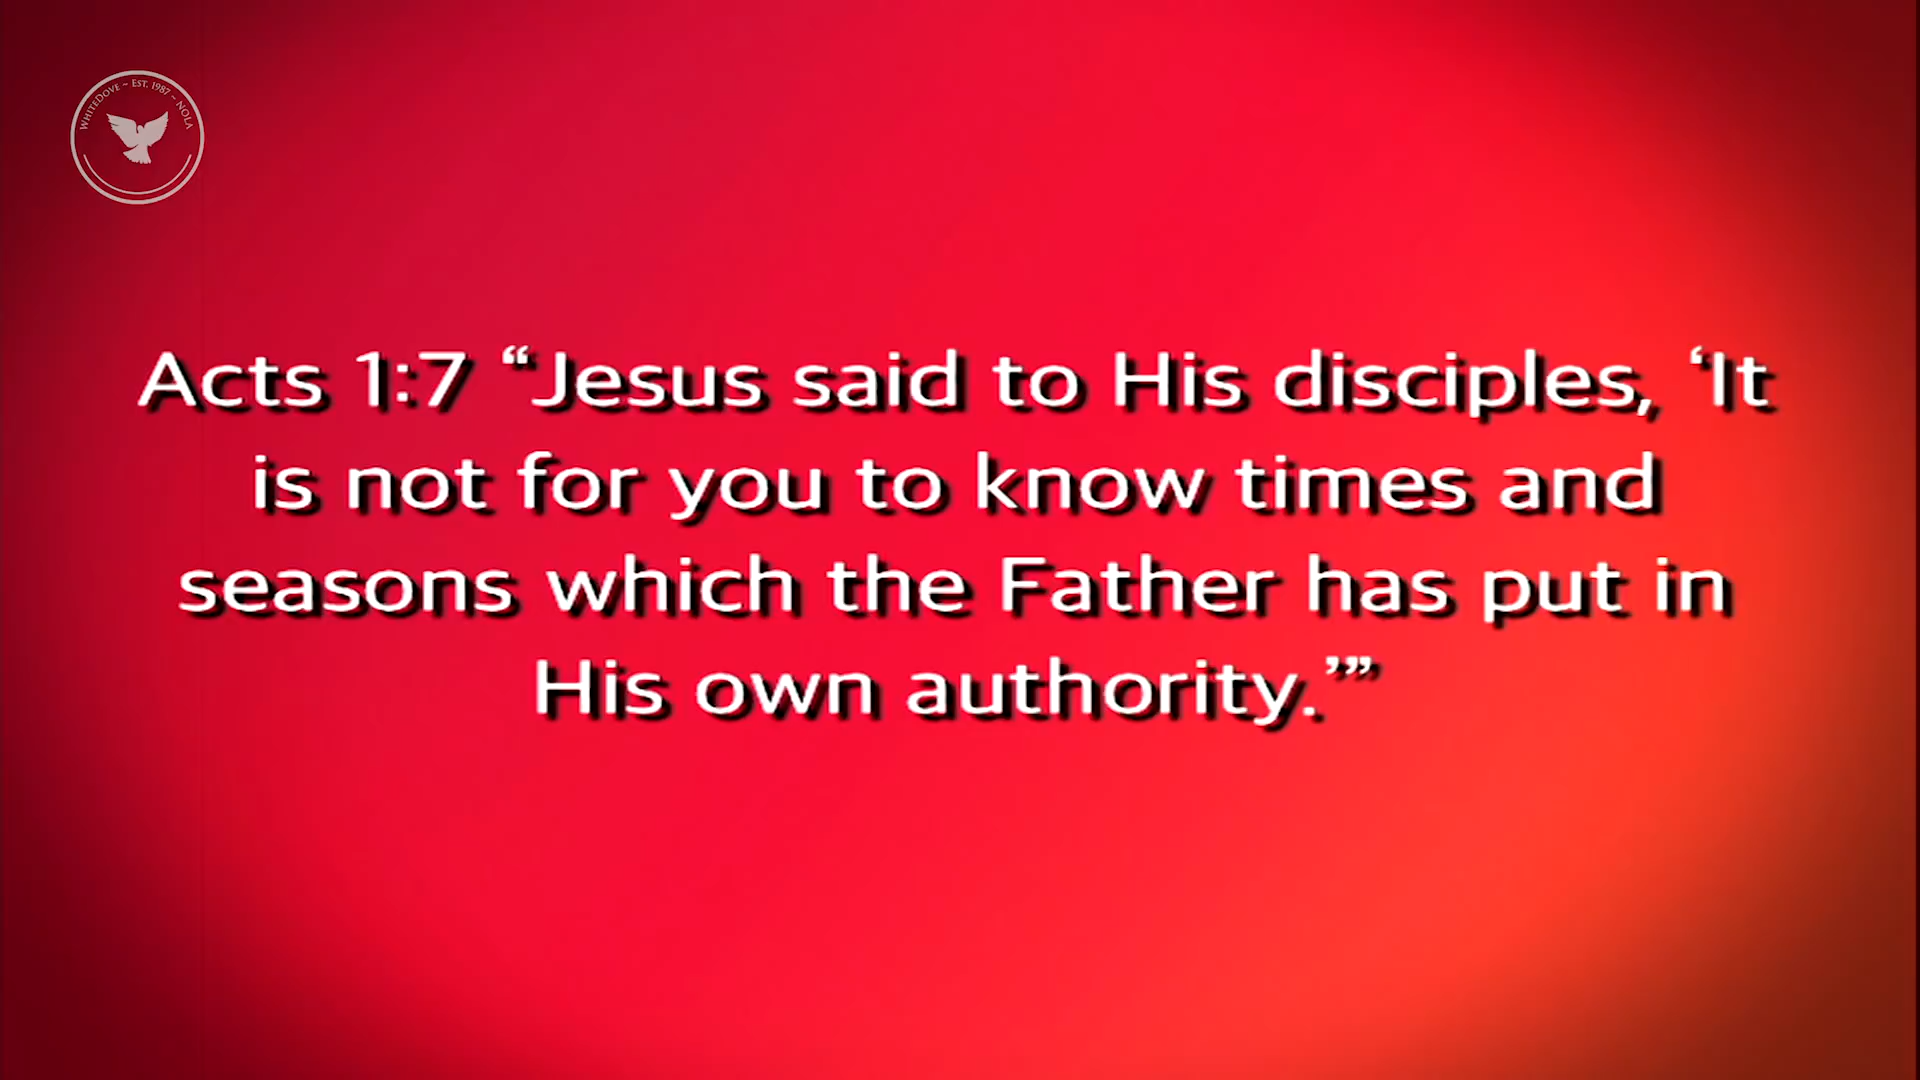 WHITEDOVE ~ EST. 1987 ~ NOLA
Acts 1:7 “Jesus said to His disciples, ‘It
is not for you to know times and
seasons which the Father has put in
His own authority.’”